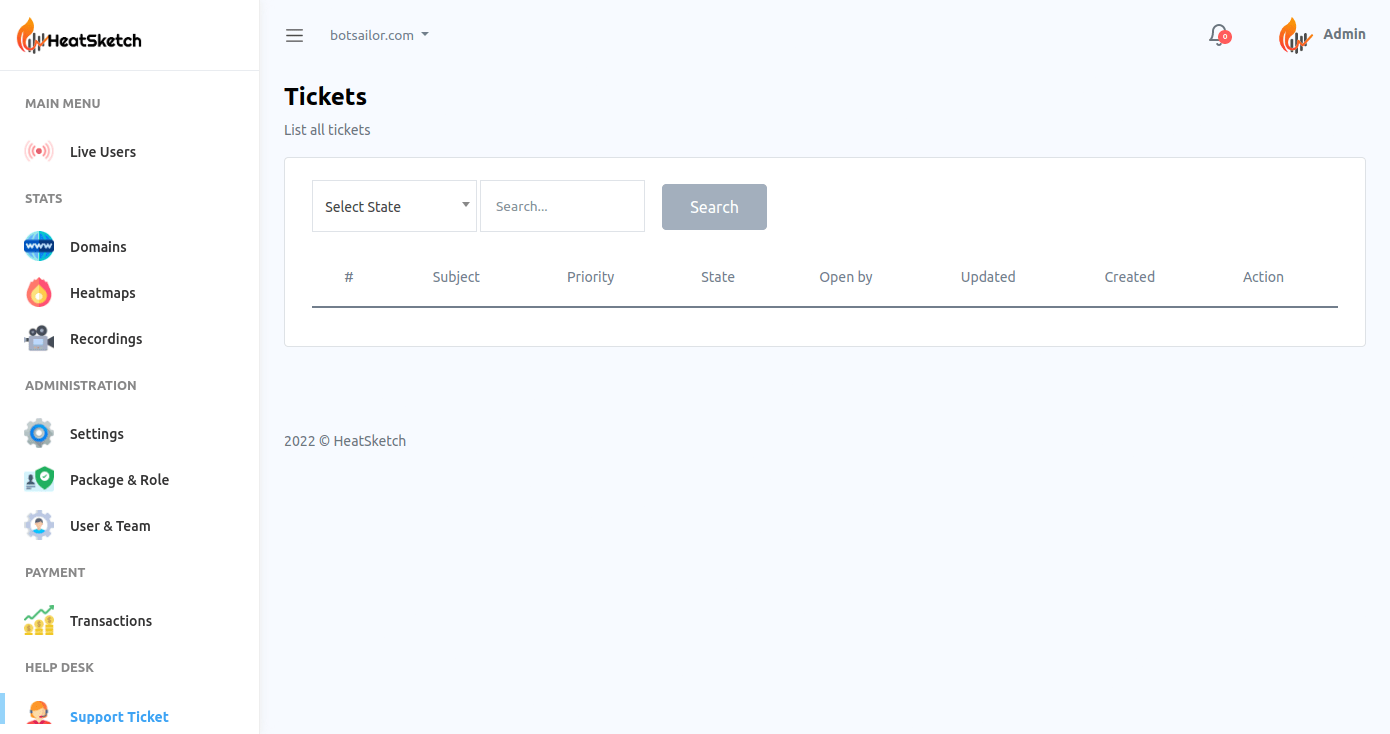 HeatSketch
botsailor.com
0
Admin
MAIN MENU
Live Users
STATS
www
Domains
Heatmaps
Recordings
ADMINISTRATION
Settings
Package & Role
User & Team
PAYMENT
Transactions
HELP DESK
Support Ticket
Tickets
List all tickets
Select State
Search...
Search
# Subject Priority State Open by Updated Created Action
2022 © HeatSketch